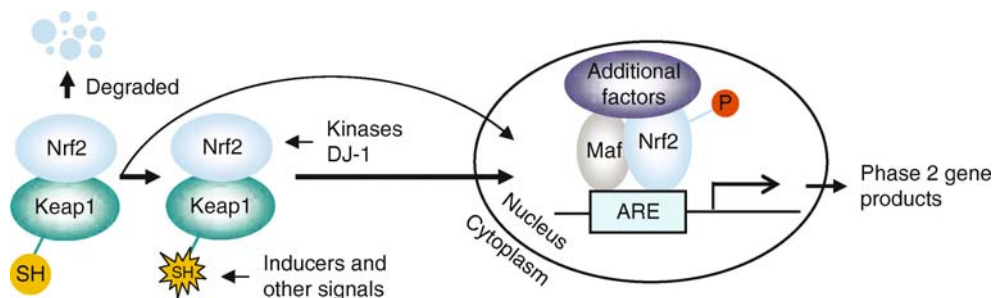 Degraded
Nrf2
Keap1
SH
Nrf2
Keap1
SH
Kinases
DJ-1
Inducers and
other signals
Nucleus
Cytoplasm
Additional
factors
Maf
Nrf2
P
ARE
Phase 2 gene
products